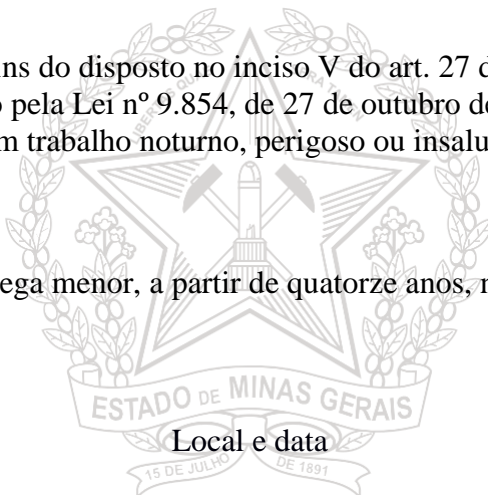 ns do disposto no inciso V do art. 27 d
pela Lei nº 9.854, de 27 de outubro de
m trabalho noturno, perigoso ou insalu
ega menor, a partir de quatorze anos,
ESTADO DE MINAS GERAIS
Local e data
15 DE JULHO DE 1891